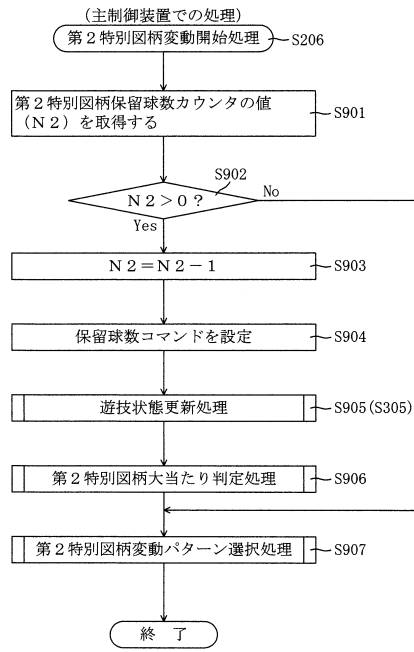 (主制御装置での処理)
第２特別図柄変動開始処理
S206
第２特別図柄保留球数カウンタの値
（Ｎ２）を取得する
S901
S902
Ｎ２＞０？
No
Yes
Ｎ２＝Ｎ２－１
S903
保留球数コマンドを設定
S904
遊技状態更新処理
S905(S305)
第２特別図柄大当たり判定処理
S906
第２特別図柄変動パターン選択処理
S907
終　了